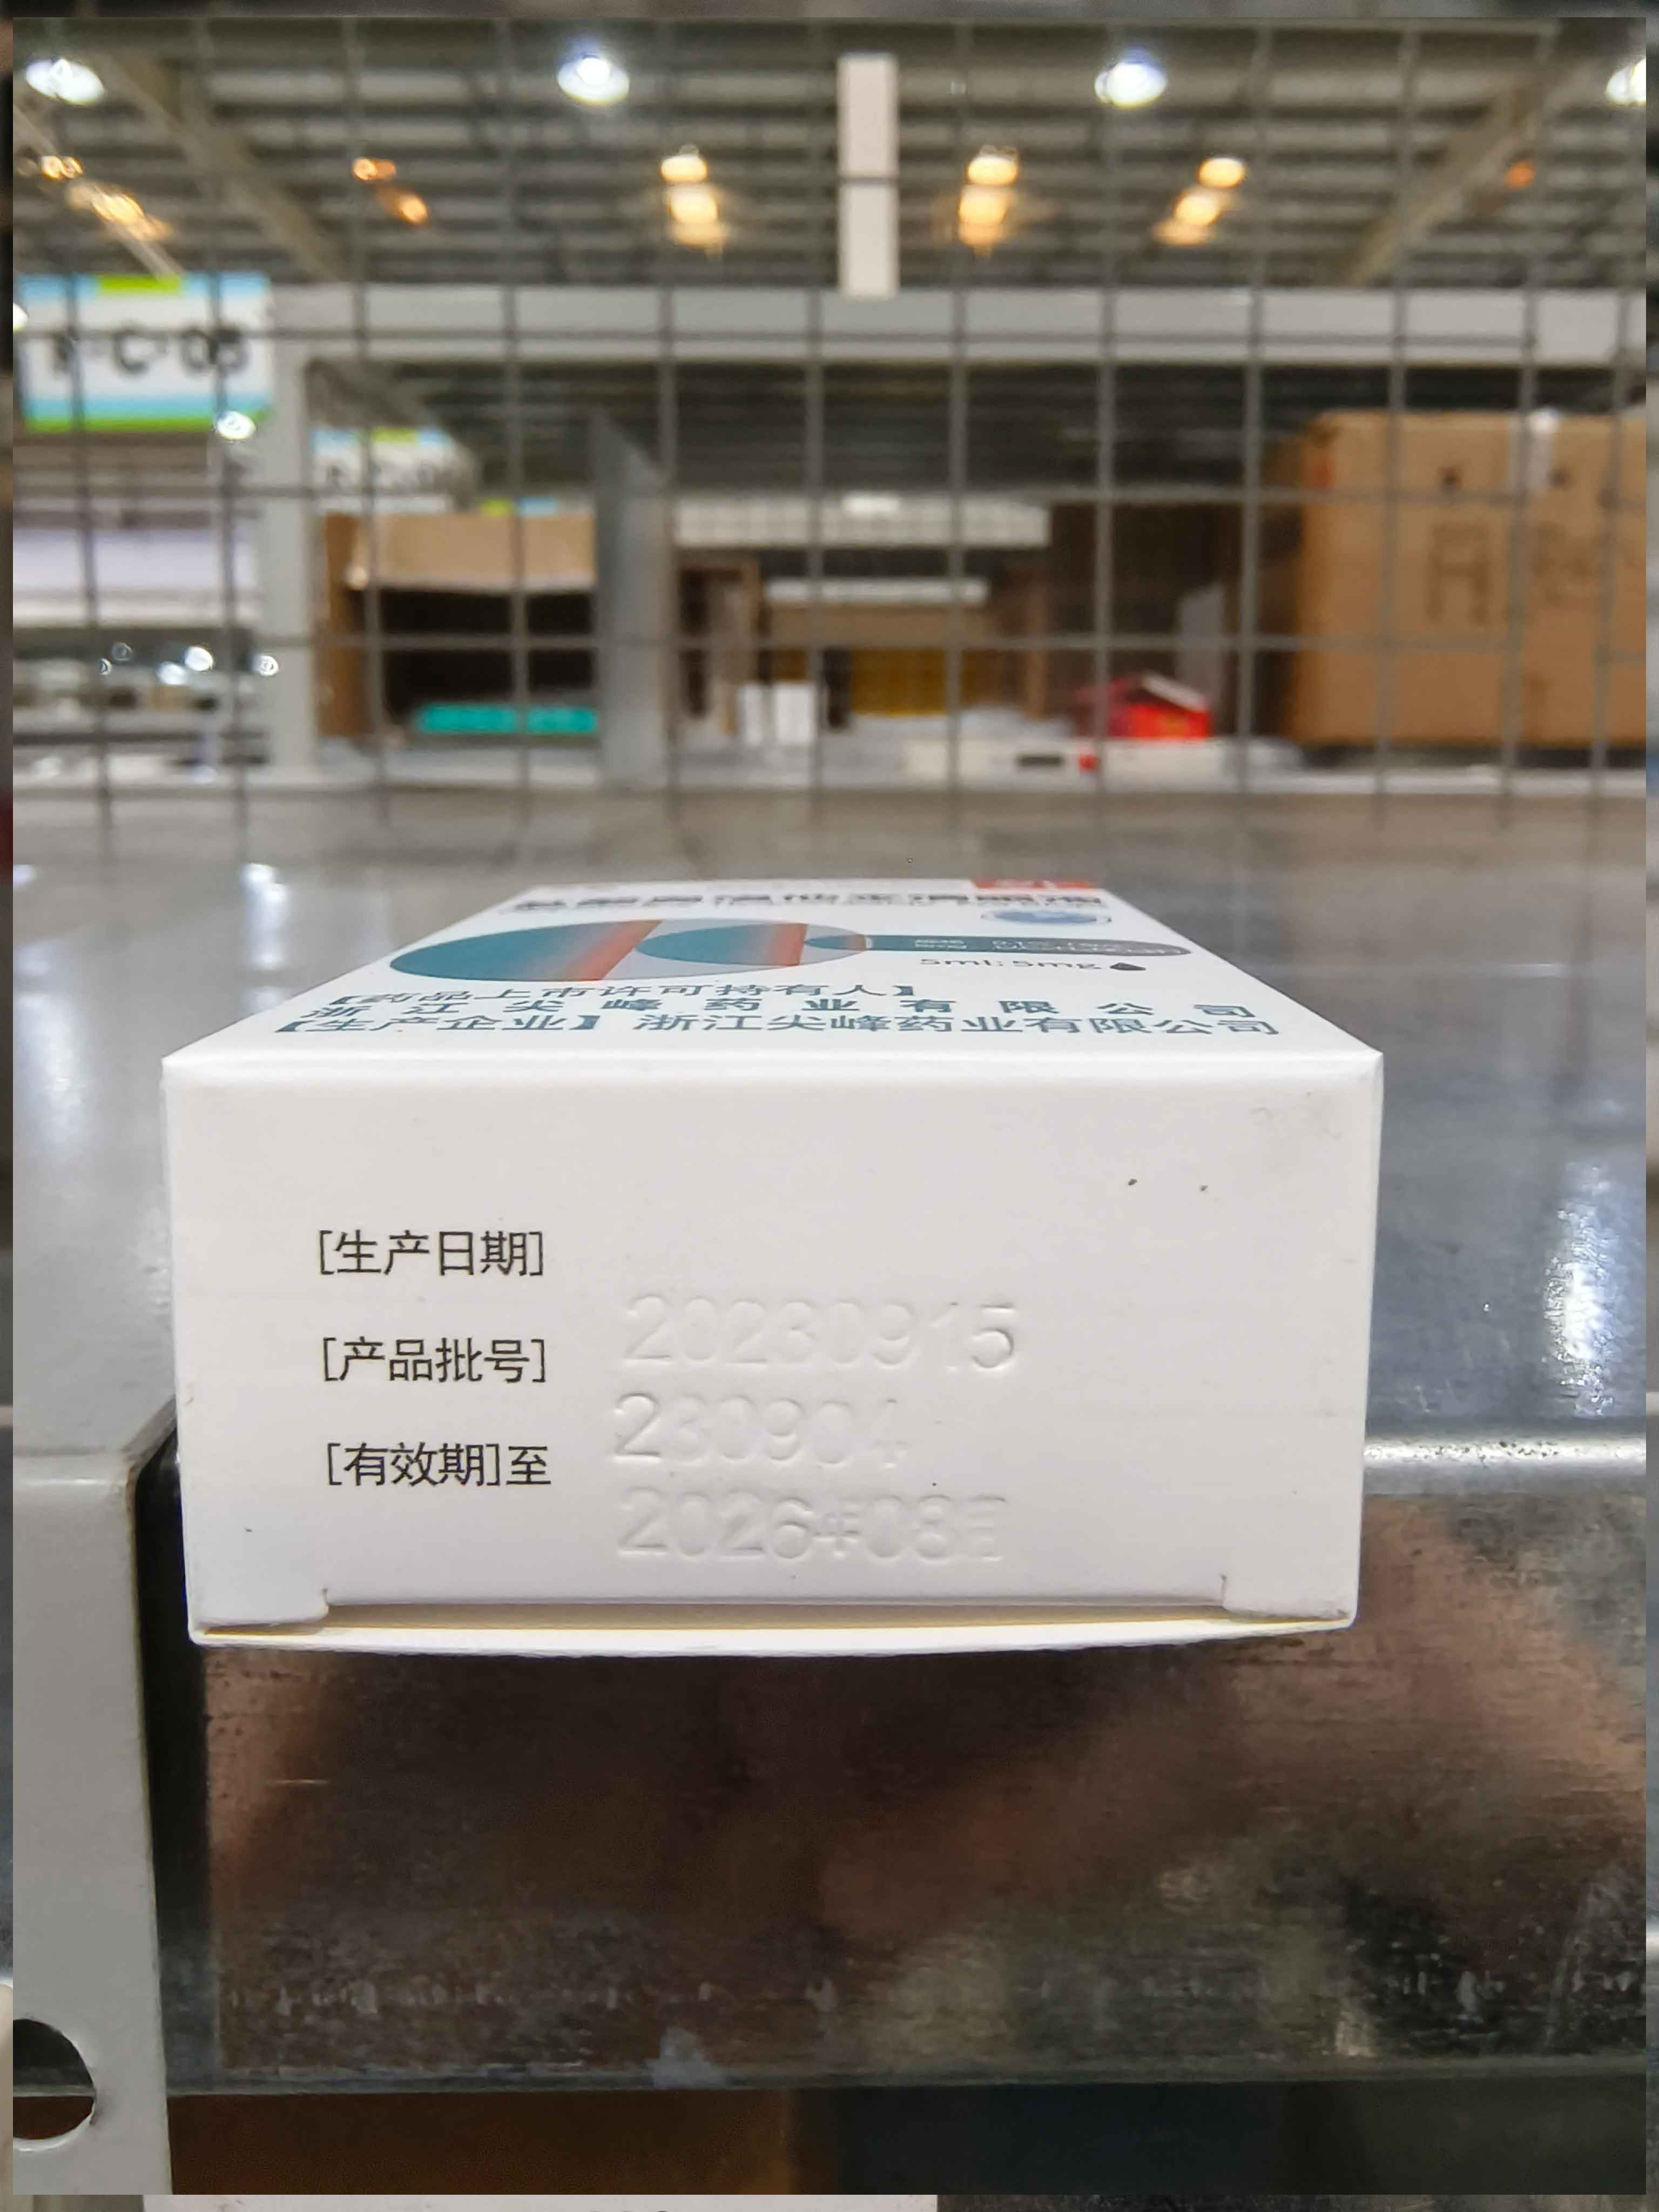 C-05
5ml:5mg
【药品上市许可持有人】
浙江尖峰药业有限公司
【生产企业】浙江尖峰药业有限公司
[生产日期] 20230915
[产品批号] 230904
[有效期]至 2026年08月